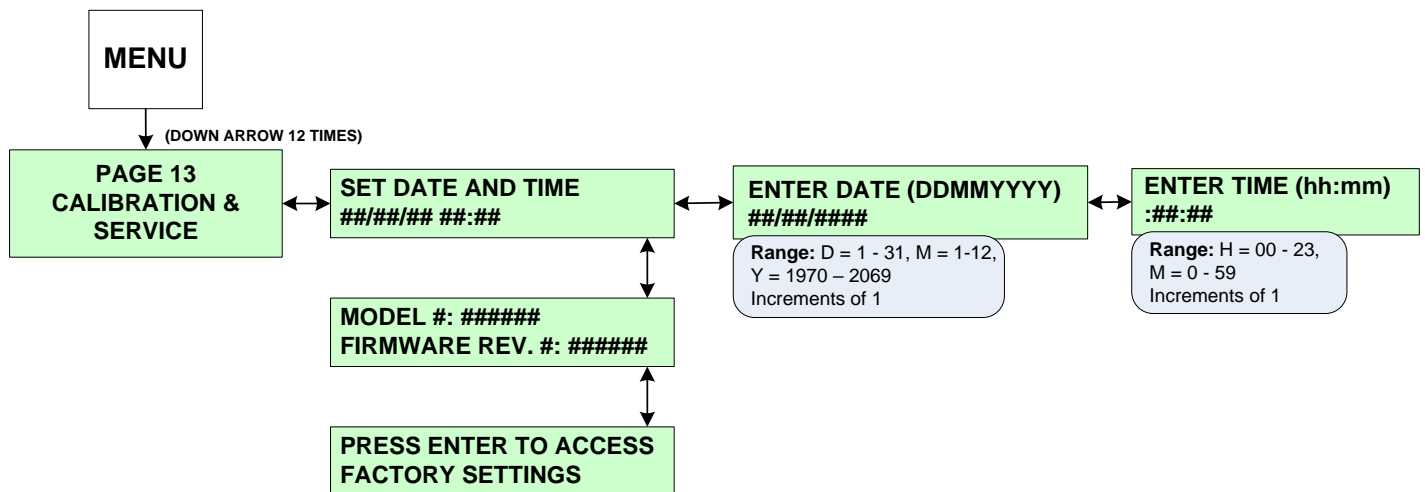 MENU
(DOWN ARROW 12 TIMES)
PAGE 13
CALIBRATION &
SERVICE
SET DATE AND TIME
##/##/## ##:##
ENTER DATE (DDMMYYYY)
##/##/####
Range: D = 1 - 31, M = 1-12,
Y = 1970 – 2069
Increments of 1
ENTER TIME (hh:mm)
:##:##
Range: H = 00 - 23,
M = 0 - 59
Increments of 1
MODEL #: ######
FIRMWARE REV. #: ######
PRESS ENTER TO ACCESS
FACTORY SETTINGS